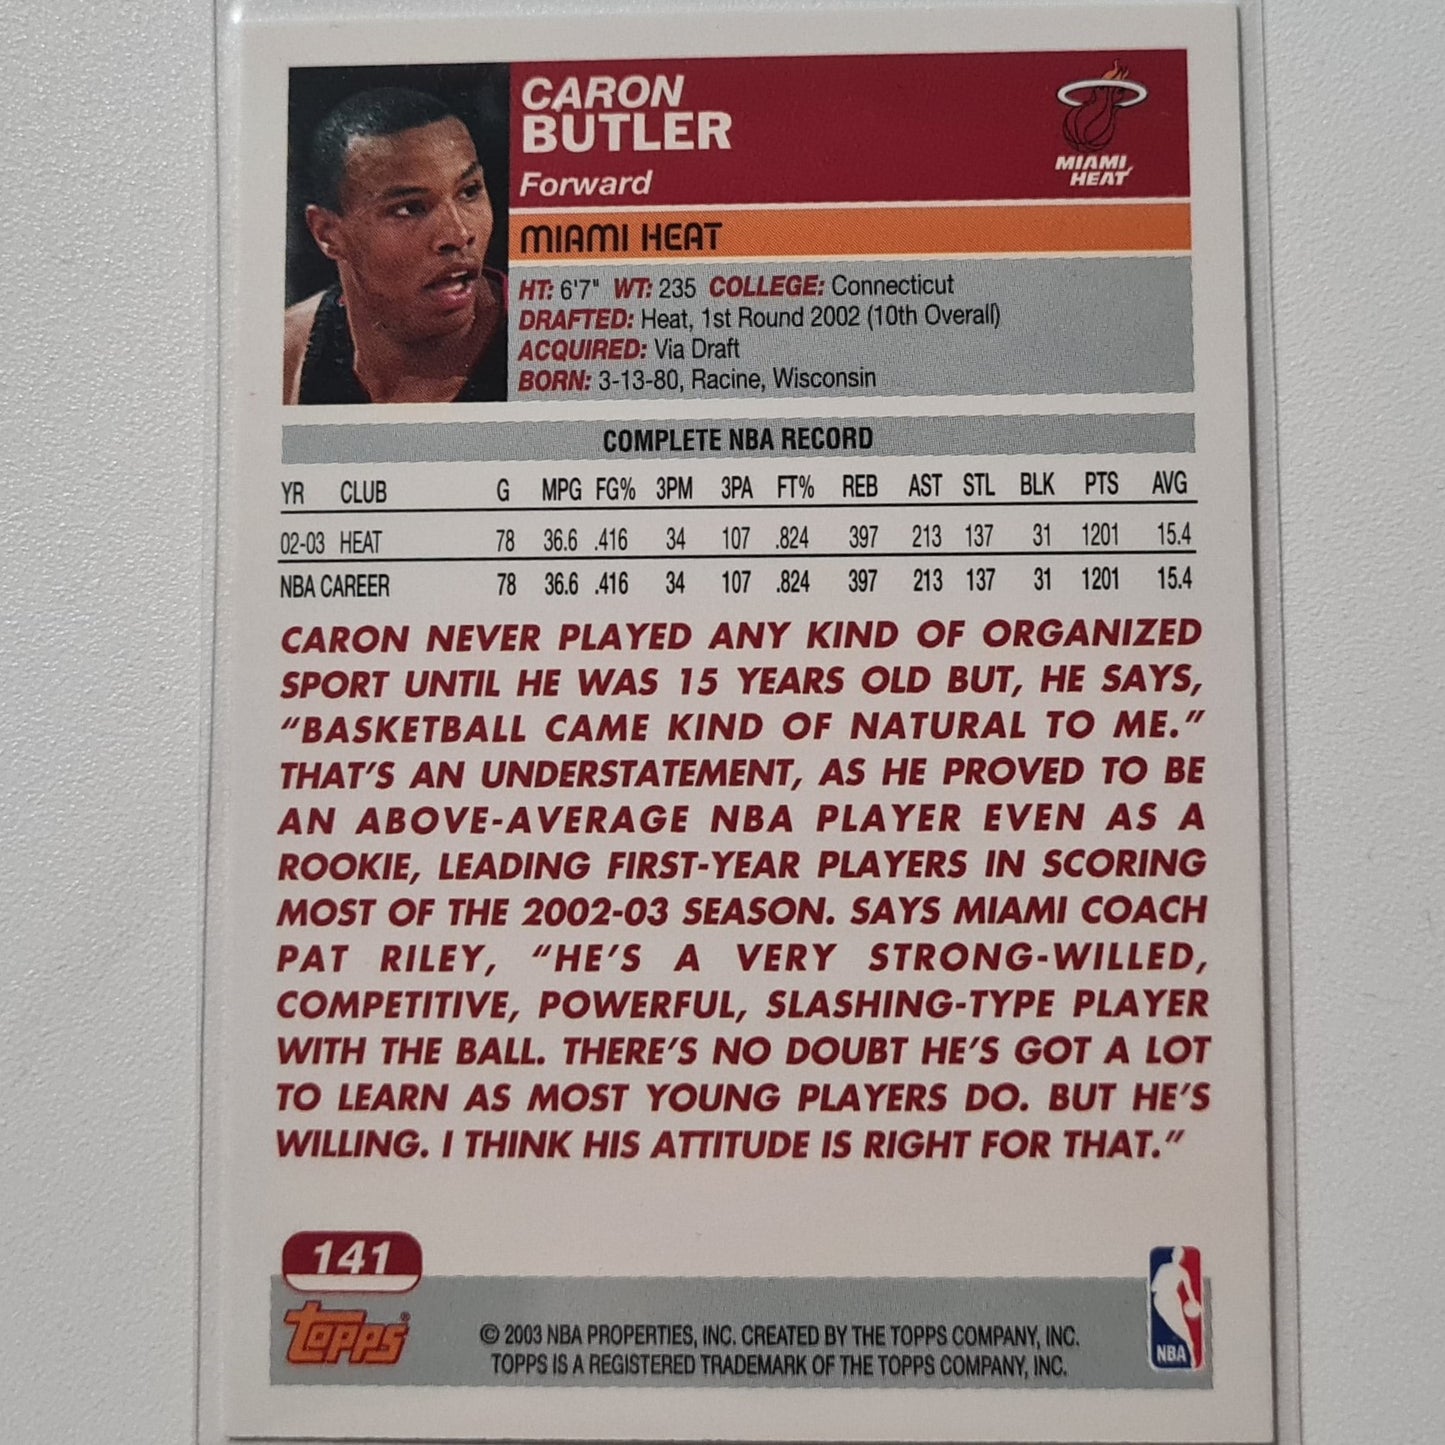 CARON
BUTLER
Forward
MIAMI HEAT
MIAMI HEAT
HT: 6'7" WT: 235 COLLEGE: Connecticut
DRAFTED: Heat, 1st Round 2002 (10th Overall)
ACQUIRED: Via Draft
BORN: 3-13-80, Racine, Wisconsin
COMPLETE NBA RECORD
YR CLUB G MPG FG% 3PM 3PA FT% REB AST STL BLK PTS AVG
02-03 HEAT 78 36.6 .416 34 107 .824 397 213 137 31 1201 15.4
NBA CAREER 78 36.6 .416 34 107 .824 397 213 137 31 1201 15.4
CARON NEVER PLAYED ANY KIND OF ORGANIZED
SPORT UNTIL HE WAS 15 YEARS OLD BUT, HE SAYS,
“BASKETBALL CAME KIND OF NATURAL TO ME.”
THAT’S AN UNDERSTATEMENT, AS HE PROVED TO BE
AN ABOVE-AVERAGE NBA PLAYER EVEN AS A
ROOKIE, LEADING FIRST-YEAR PLAYERS IN SCORING
MOST OF THE 2002-03 SEASON. SAYS MIAMI COACH
PAT RILEY, “HE’S A VERY STRONG-WILLED,
COMPETITIVE, POWERFUL, SLASHING-TYPE PLAYER
WITH THE BALL. THERE’S NO DOUBT HE’S GOT A LOT
TO LEARN AS MOST YOUNG PLAYERS DO. BUT HE’S
WILLING. I THINK HIS ATTITUDE IS RIGHT FOR THAT.”
141
Topps®
© 2003 NBA PROPERTIES, INC. CREATED BY THE TOPPS COMPANY, INC.
TOPPS IS A REGISTERED TRADEMARK OF THE TOPPS COMPANY, INC.
NBA